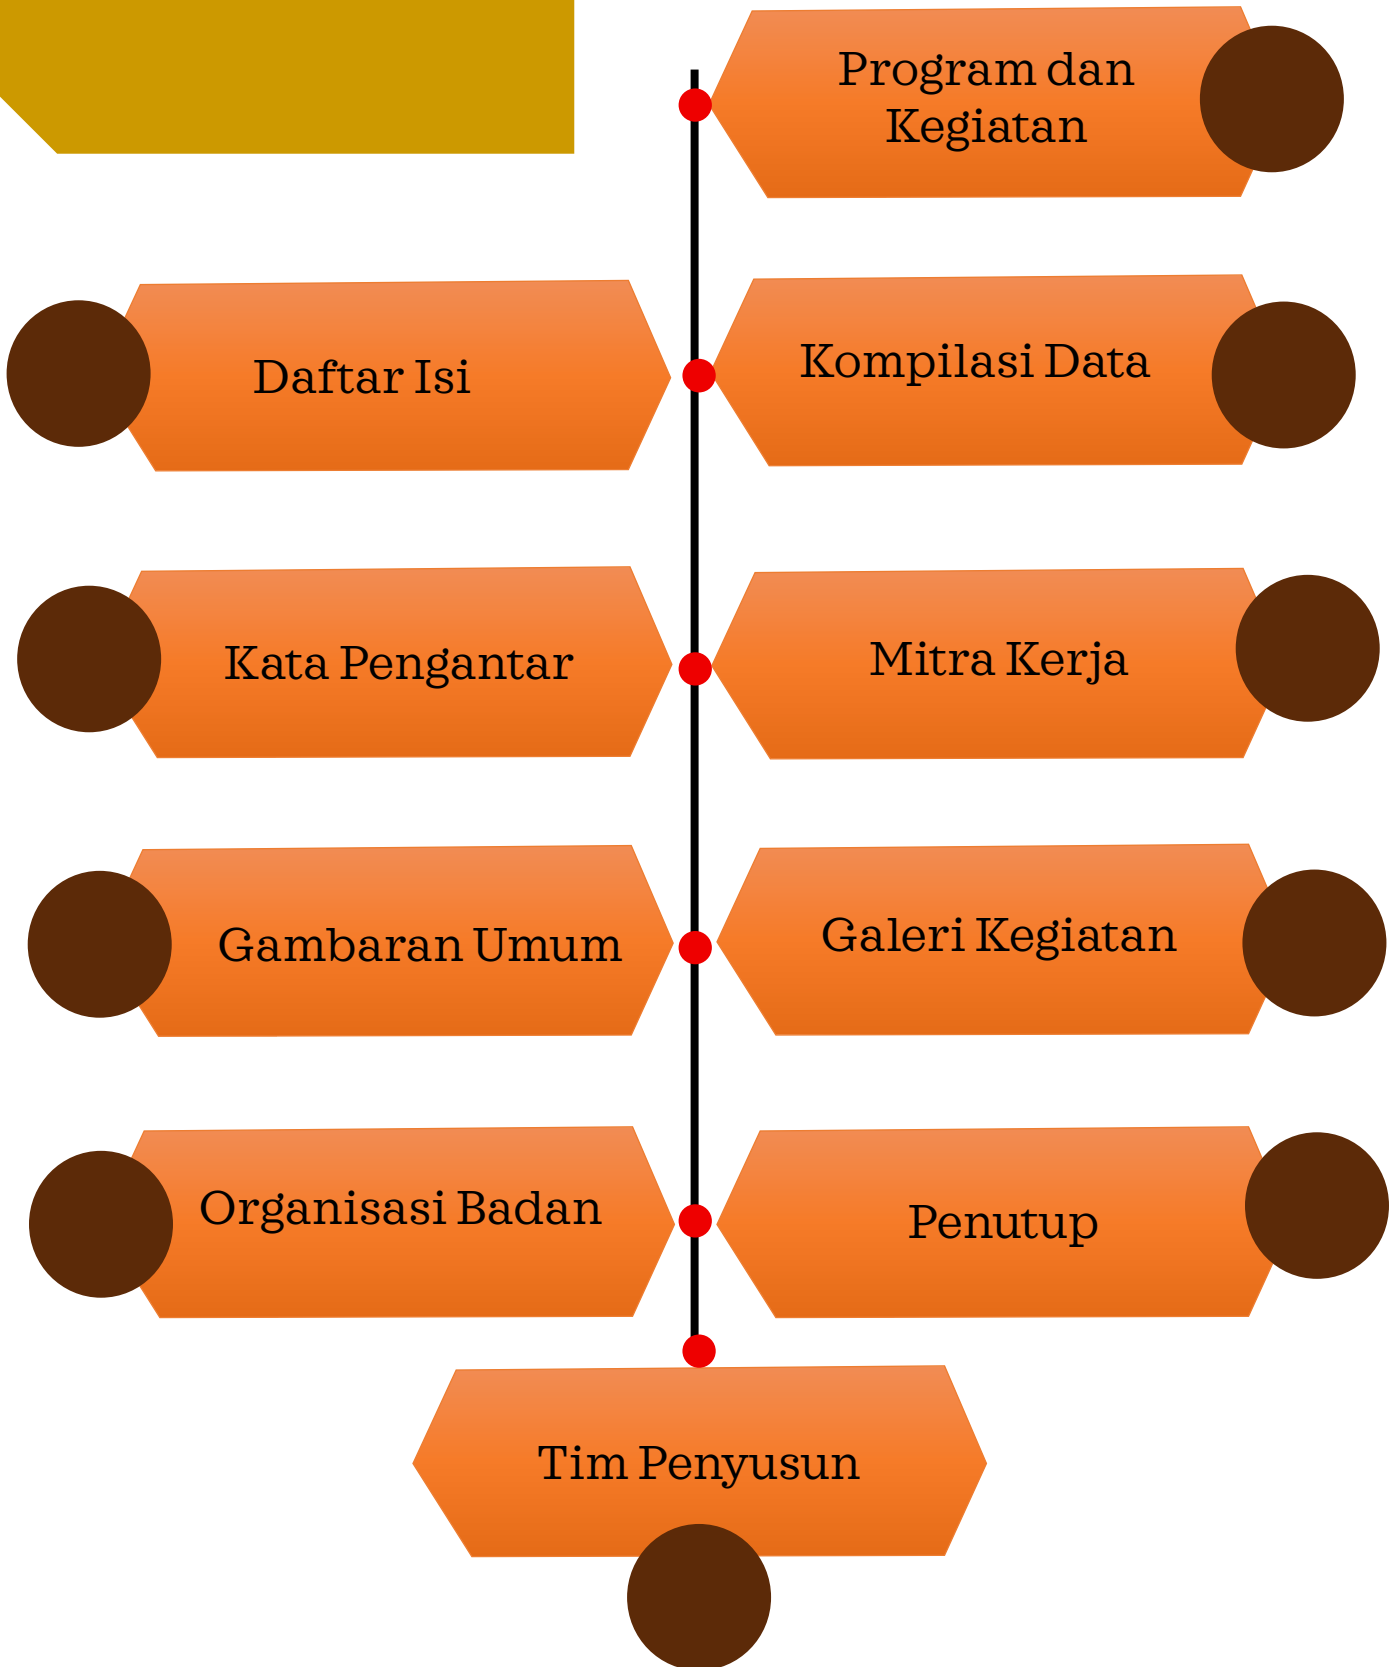 Program dan
Kegiatan
Daftar Isi
Kompilasi Data
Kata Pengantar
Mitra Kerja
Gambaran Umum
Galeri Kegiatan
Organisasi Badan
Penutup
Tim Penyusun